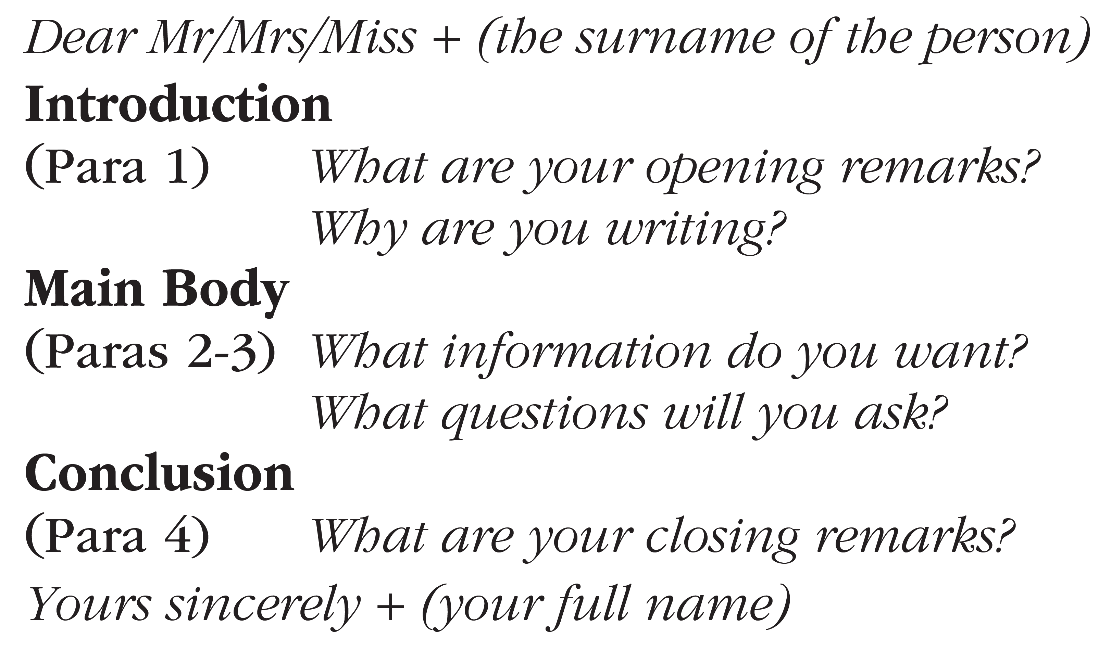 Dear Mr/Mrs/Miss + (the surname of the person)
Introduction
(Para 1) What are your opening remarks?
Why are you writing?
Main Body
(Paras 2-3) What information do you want?
What questions will you ask?
Conclusion
(Para 4) What are your closing remarks?
Yours sincerely + (your full name)